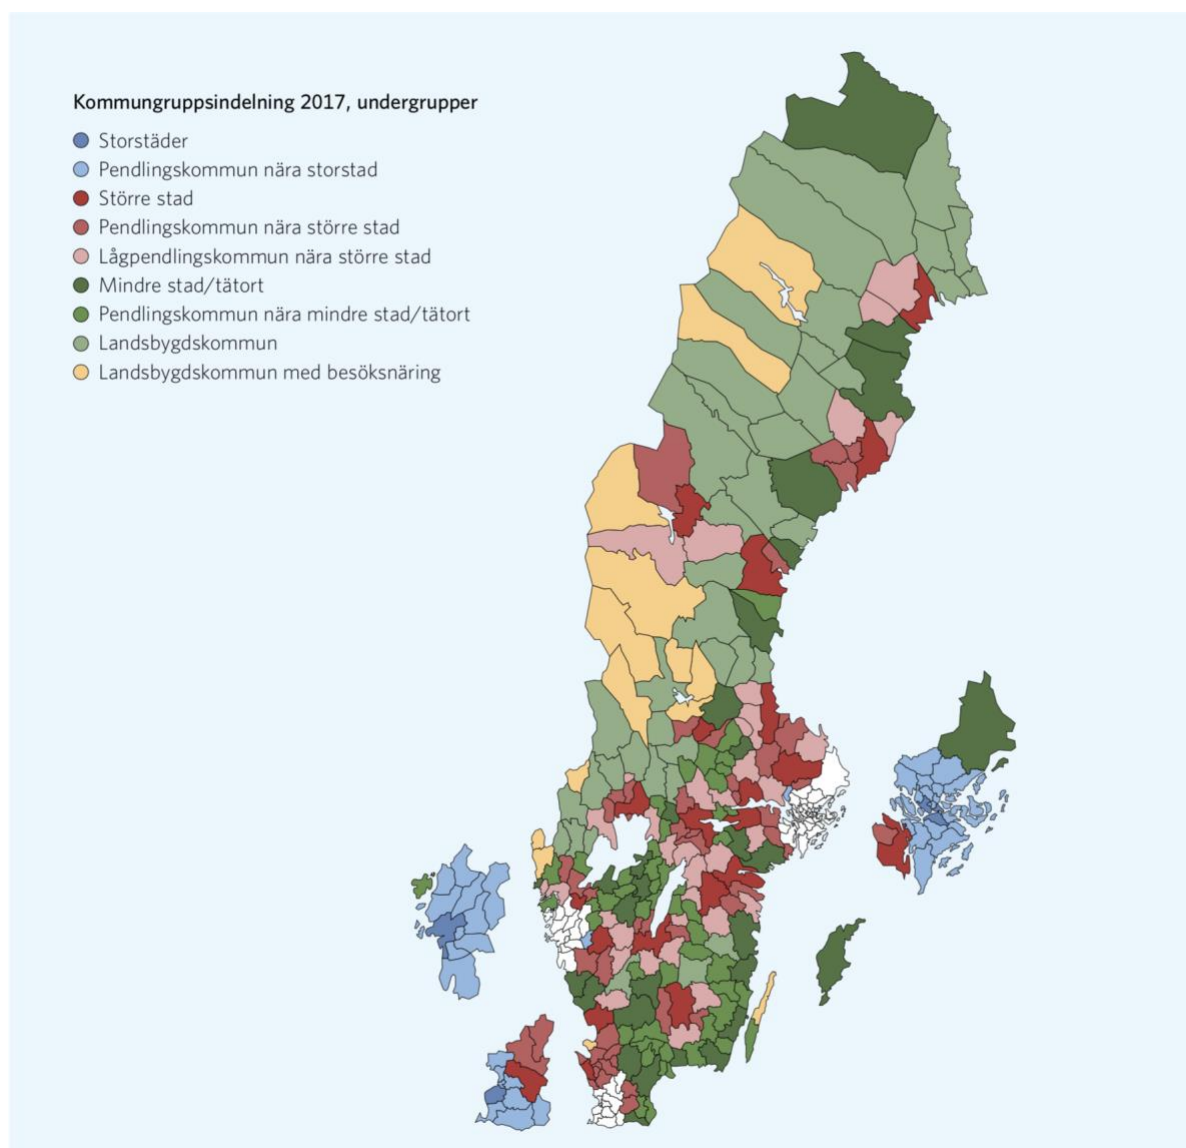 Kommungruppsindelning 2017, undergrupper
Storstäder
Pendlingskommun nära storstad
Större stad
Pendlingskommun nära större stad
Lågpendlingskommun nära större stad
Mindre stad/tätort
Pendlingskommun nära mindre stad/tätort
Landsbygdskommun
Landsbygdskommun med besöksnäring